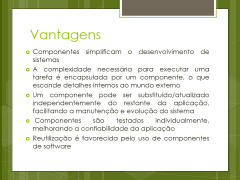 Vantagens
Componentes simplificam o desenvolvimento de
sistemas
A complexidade necessária para executar uma
tarefa é encapsulada por um componente, o que
esconde detalhes internos ao mundo externo
Um componente pode ser substituído/atualizado
independentemente do restante da aplicação,
facilitando a manutenção e evolução do sistema
Componentes são testados individualmente,
melhorando a confiabilidade da aplicação
Reutilização é favorecida pelo uso de componentes
de software